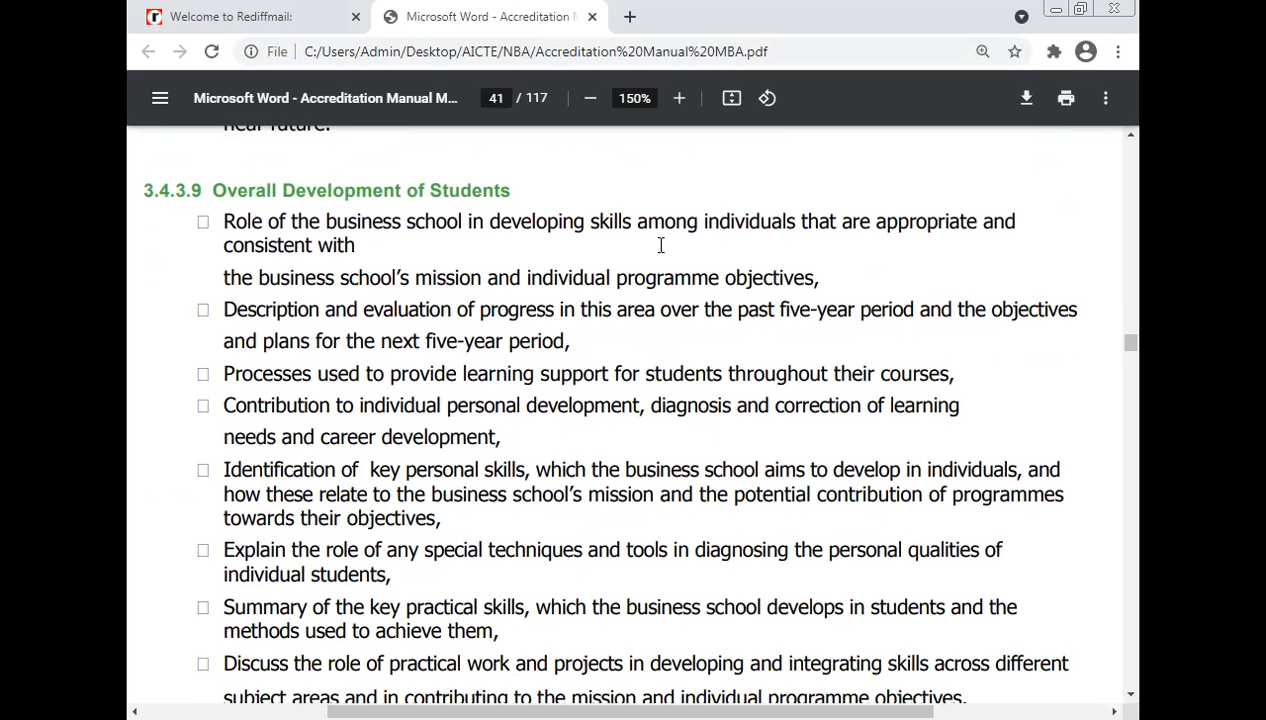 Welcome to Rediffmail:
Microsoft Word - Accreditation M
File C:/Users/Admin/Desktop/AICTE/NBA/Accreditation%20Manual%20MBA.pdf
Microsoft Word - Accreditation Manual M... 41 / 117 150%
near future.
3.4.3.9 Overall Development of Students
Role of the business school in developing skills among individuals that are appropriate and
consistent with
the business school’s mission and individual programme objectives,
Description and evaluation of progress in this area over the past five-year period and the objectives
and plans for the next five-year period,
Processes used to provide learning support for students throughout their courses,
Contribution to individual personal development, diagnosis and correction of learning
needs and career development,
Identification of key personal skills, which the business school aims to develop in individuals, and
how these relate to the business school’s mission and the potential contribution of programmes
towards their objectives,
Explain the role of any special techniques and tools in diagnosing the personal qualities of
individual students,
Summary of the key practical skills, which the business school develops in students and the
methods used to achieve them,
Discuss the role of practical work and projects in developing and integrating skills across different
subject areas and in contributing to the mission and individual programme objectives.